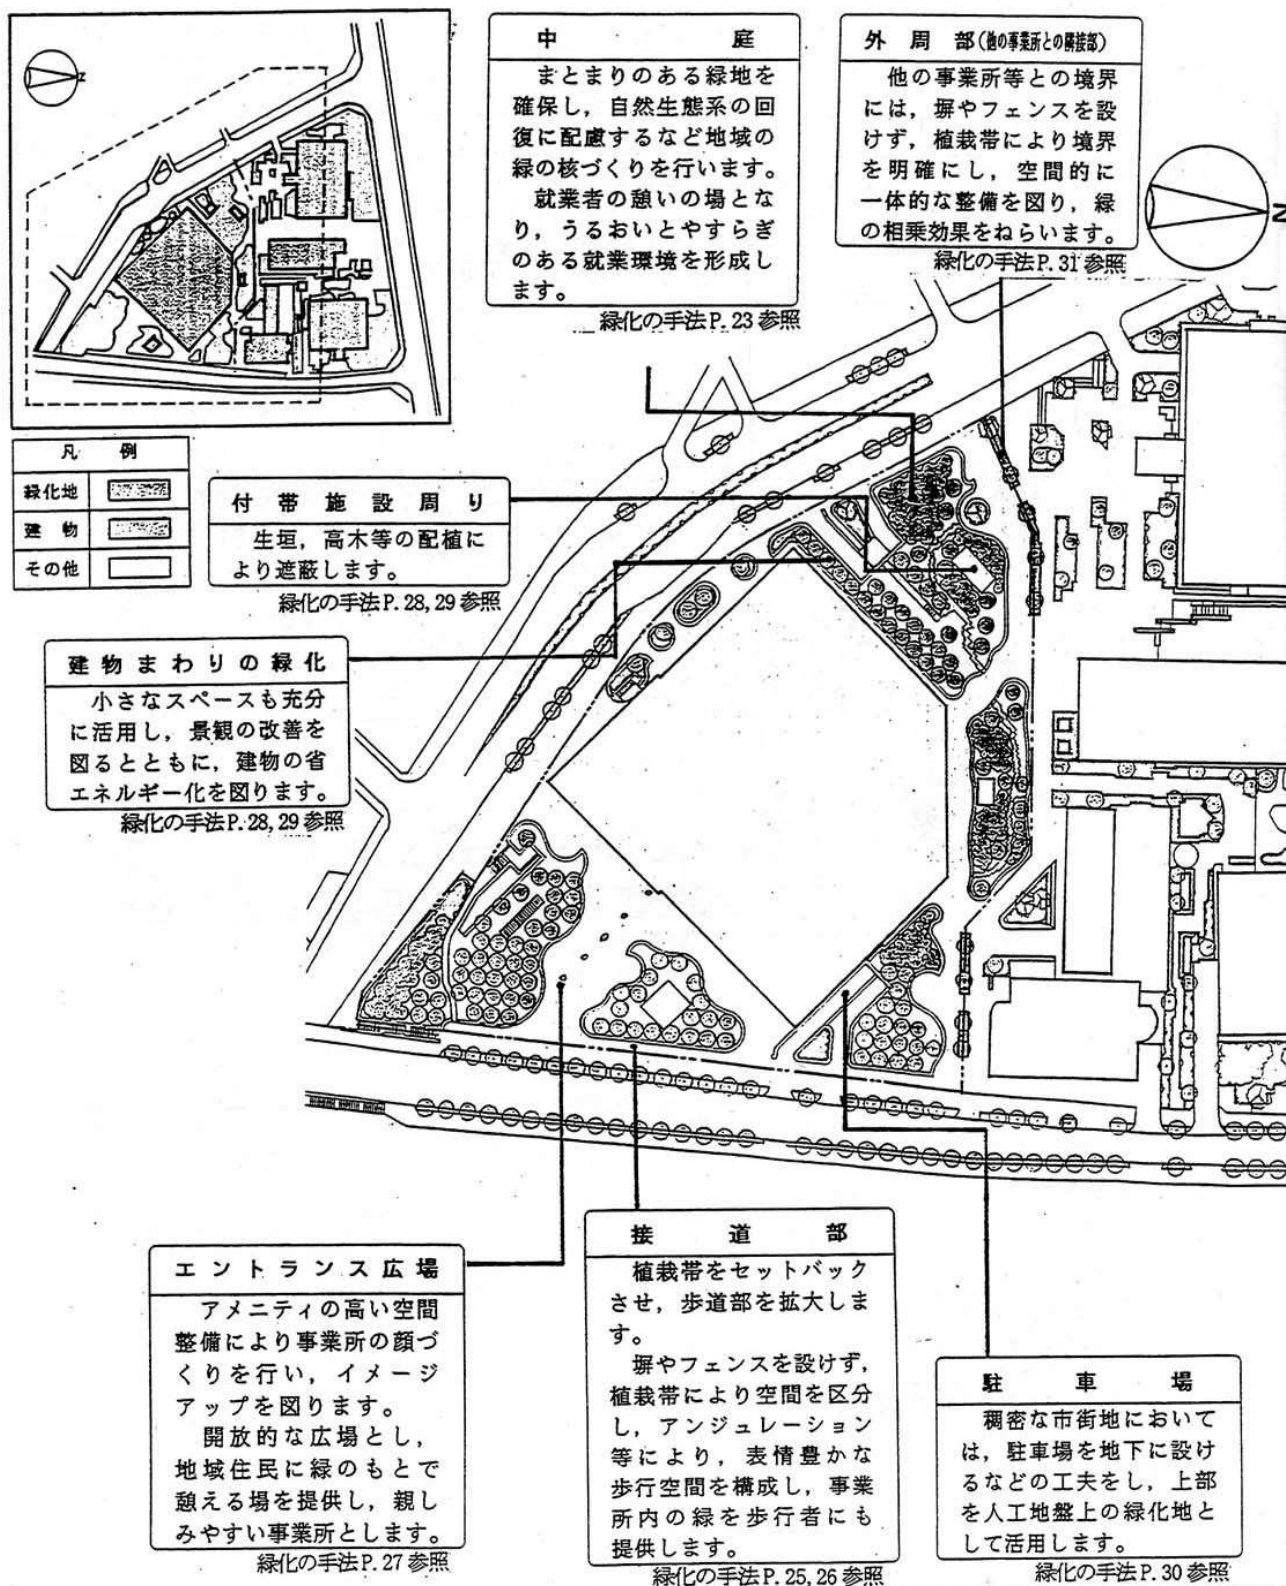 N
中庭
まとまりのある緑地を
確保し，自然生態系の回
復に配慮するなど地域の
緑の核づくりを行います。
就業者の憩いの場とな
り，うるおいとやすらぎ
のある就業環境を形成し
ます。
緑化の手法P.23参照
外周部(他の事業所との隣接部)
他の事業所等との境界
には，塀やフェンスを設
けず，植栽帯により境界
を明確にし，空間的に
一体的な整備を図り，緑
の相乗効果をねらいます。
緑化の手法P.31参照
N
凡例
緑化地
建物
その他
付帯施設周り
生垣，高木等の配植に
より遮蔽します。
緑化の手法P.28,29参照
建物まわりの緑化
小さなスペースも充分
に活用し，景観の改善を
図るとともに，建物の省
エネルギー化を図ります。
緑化の手法P.28,29参照
エントランス広場
アメニティの高い空間
整備により事業所の顔づ
くりを行い，イメージ
アップを図ります。
開放的な広場とし，
地域住民に緑のもとで
憩える場を提供し，親し
みやすい事業所とします。
緑化の手法P.27参照
接道部
植栽帯をセットバック
させ，歩道部を拡大しま
す。
塀やフェンスを設けず，
植栽帯により空間を区分
し，アンジュレーション
等により，表情豊かな
歩行空間を構成し，事業
所内の緑を歩行者にも
提供します。
緑化の手法P.25,26参照
駐車場
稠密な市街地において
は，駐車場を地下に設け
るなどの工夫をし，上部
を人工地盤上の緑化地と
して活用します。
緑化の手法P.30参照